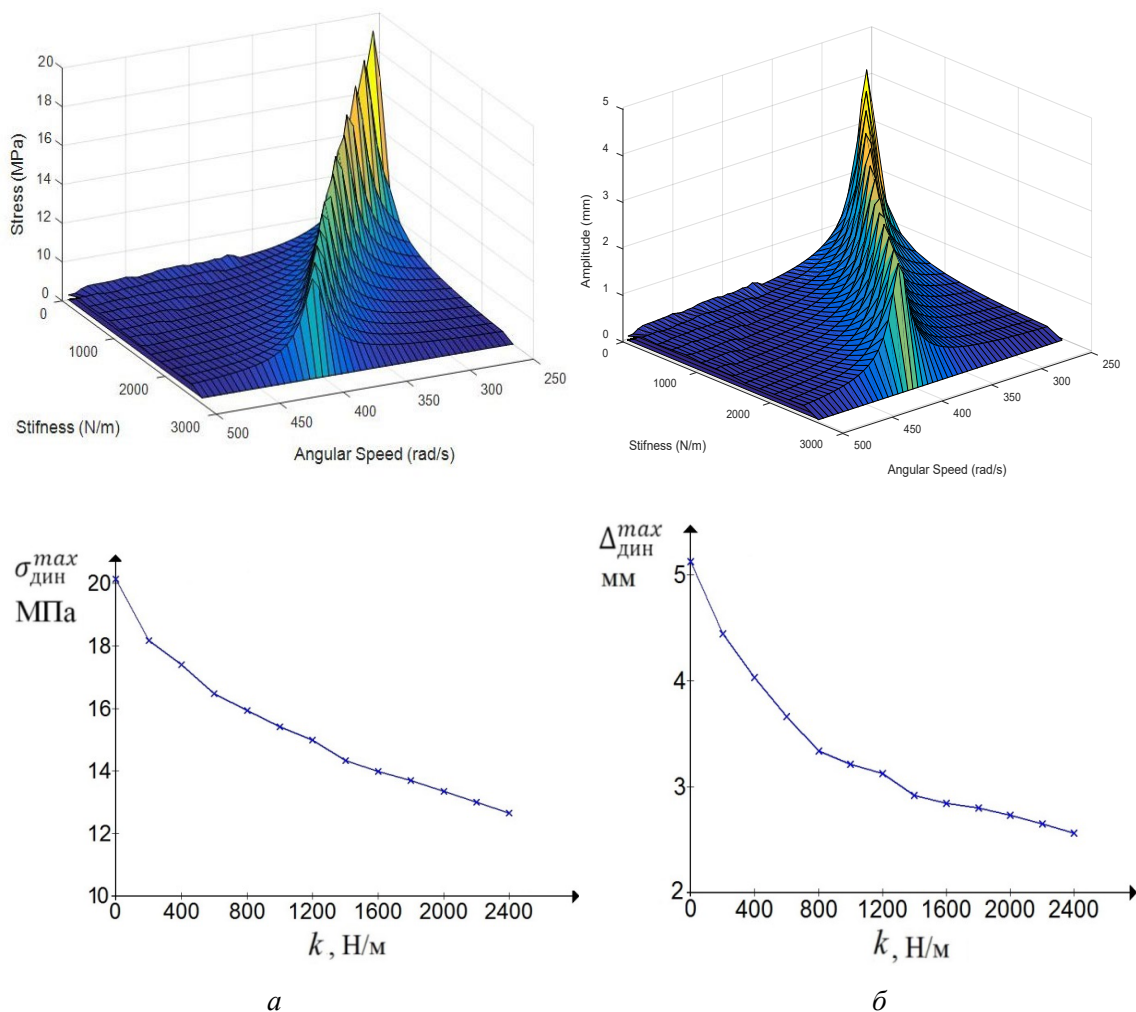 20
18
16
14
12
10
0
Stress (MPa)
0
1000
2000
3000
Stifness (N/m)
500
450
400
350
300
250
Angular Speed (rad/s)
5
4
3
2
1
0
Amplitude (mm)
0
1000
2000
3000
Stifness (N/m)
500
450
400
350
300
250
Angular Speed (rad/s)
σ max дин
МПа
20
18
16
14
12
10
0 400 800 1200 1600 2000 2400
k , Н/м
Δ max дин
мм
5
4
3
2
0 400 800 1200 1600 2000 2400
k , Н/м
а б